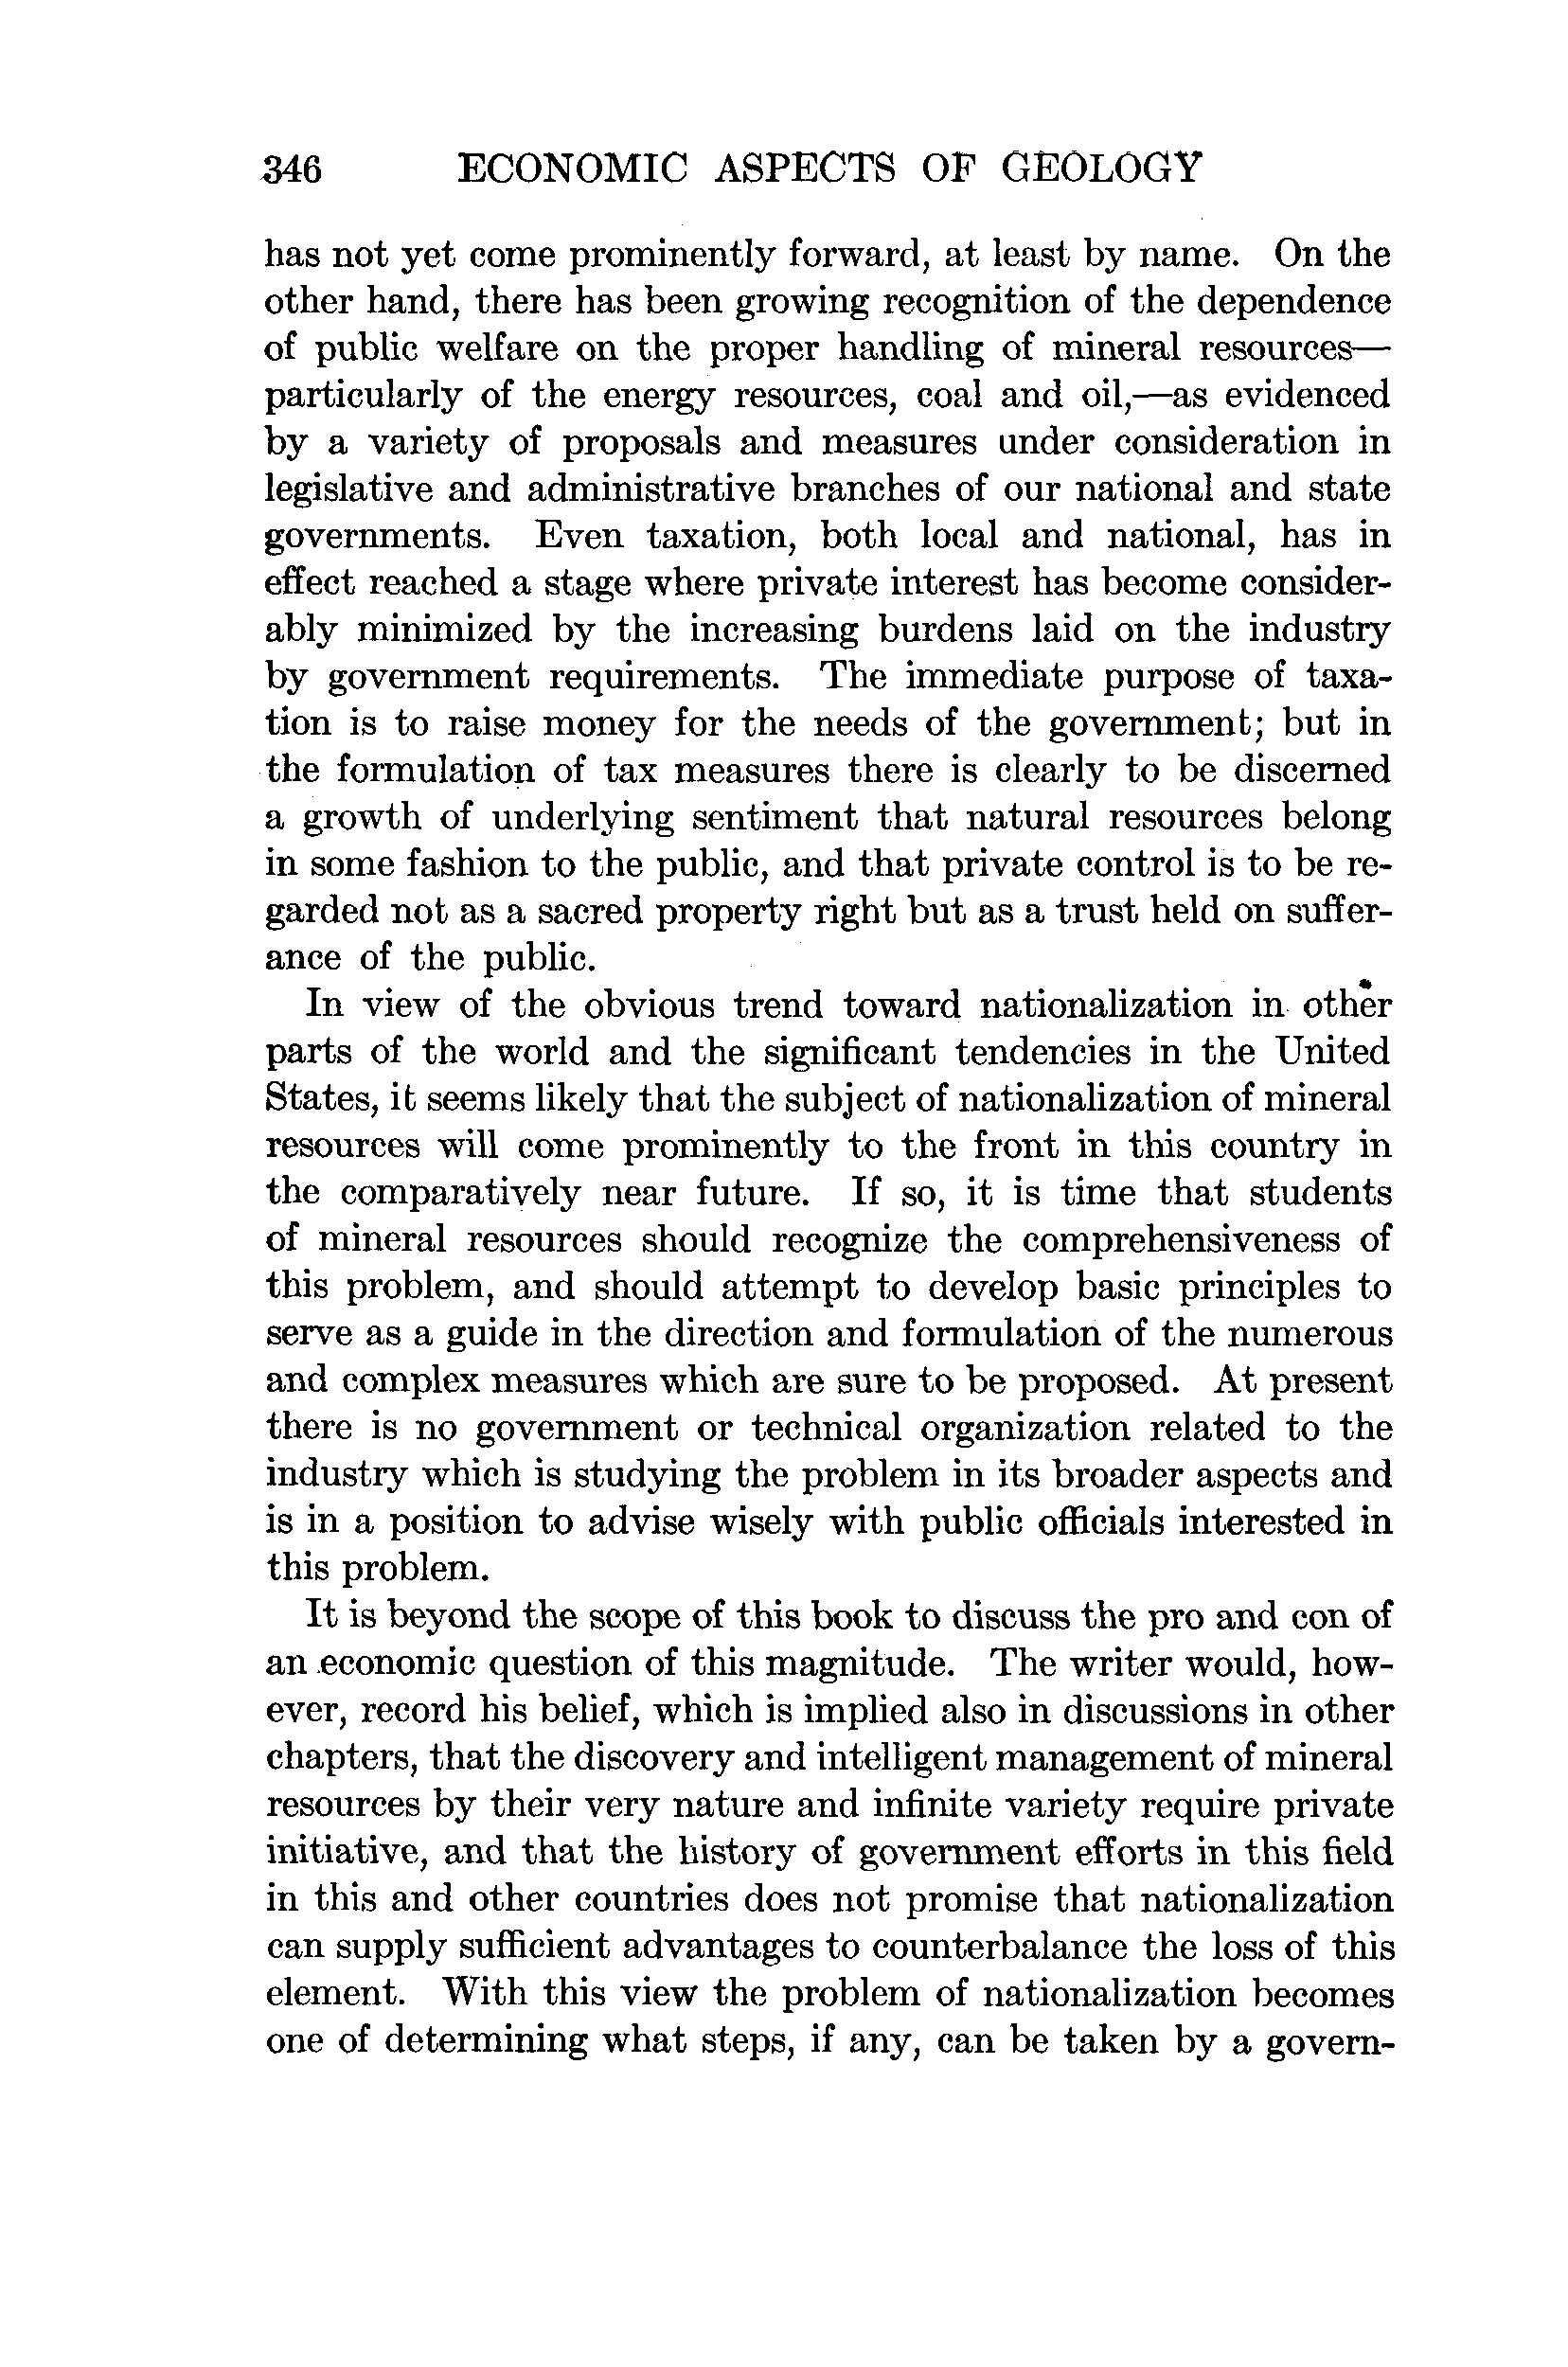 346 ECONOMIC ASPECTS OF GEOLOGY
has not yet come prominently forward, at least by name. On the
other hand, there has been growing recognition of the dependence
of public welfare on the proper handling of mineral resources—
particularly of the energy resources, coal and oil,—as evidenced
by a variety of proposals and measures under consideration in
legislative and administrative branches of our national and state
governments. Even taxation, both local and national, has in
effect reached a stage where private interest has become consider-
ably minimized by the increasing burdens laid on the industry
by government requirements. The immediate purpose of taxa-
tion is to raise money for the needs of the government; but in
the formulation of tax measures there is clearly to be discerned
a growth of underlying sentiment that natural resources belong
in some fashion to the public, and that private control is to be re-
garded not as a sacred property right but as a trust held on suffer-
ance of the public.
In view of the obvious trend toward nationalization in other
parts of the world and the significant tendencies in the United
States, it seems likely that the subject of nationalization of mineral
resources will come prominently to the front in this country in
the comparatively near future. If so, it is time that students
of mineral resources should recognize the comprehensiveness of
this problem, and should attempt to develop basic principles to
serve as a guide in the direction and formulation of the numerous
and complex measures which are sure to be proposed. At present
there is no government or technical organization related to the
industry which is studying the problem in its broader aspects and
is in a position to advise wisely with public officials interested in
this problem.
It is beyond the scope of this book to discuss the pro and con of
an economic question of this magnitude. The writer would, how-
ever, record his belief, which is implied also in discussions in other
chapters, that the discovery and intelligent management of mineral
resources by their very nature and infinite variety require private
initiative, and that the history of government efforts in this field
in this and other countries does not promise that nationalization
can supply sufficient advantages to counterbalance the loss of this
element. With this view the problem of nationalization becomes
one of determining what steps, if any, can be taken by a govern-